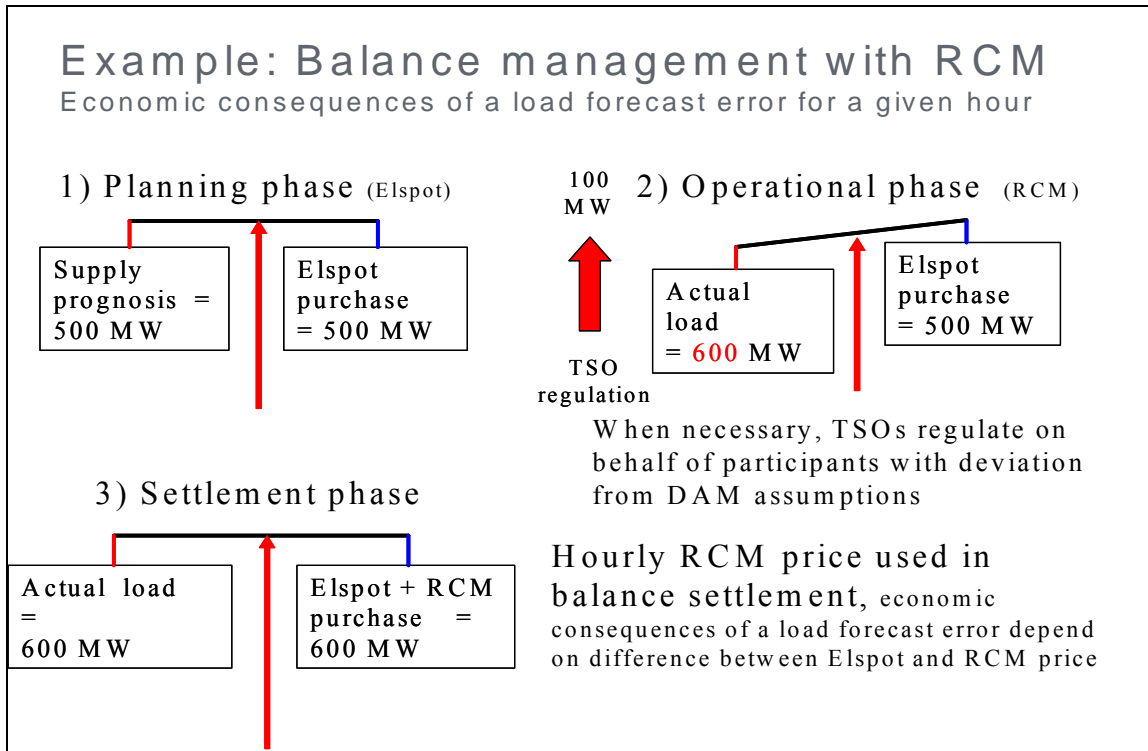 Example: Balance management with RCM
Economic consequences of a load forecast error for a given hour
1) Planning phase (Elspot)
Supply
prognosis =
500 MW
Elspot
purchase
= 500 MW
100
MW
TSO
regulation
2) Operational phase (RCM)
Actual
load
= 600 MW
Elspot
purchase
= 500 MW
When necessary, TSOs regulate on
behalf of participants with deviation
from DAM assumptions
3) Settlement phase
Actual load
=
600 MW
Elspot + RCM
purchase =
600 MW
Hourly RCM price used in
balance settlement, economic
consequences of a load forecast error depend
on difference between Elspot and RCM price